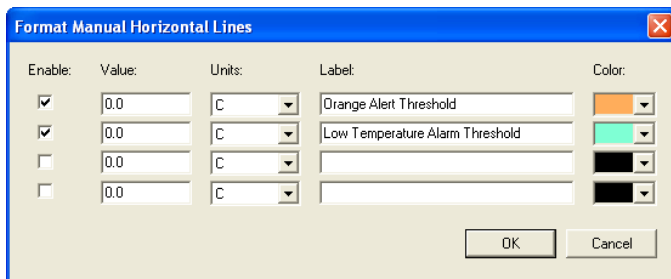 Format Manual Horizontal Lines
Enable: Value: Units: Label: Color:
0.0 C Orange Alert Threshold
0.0 C Low Temperature Alarm Threshold
0.0 C
0.0 C
OK Cancel